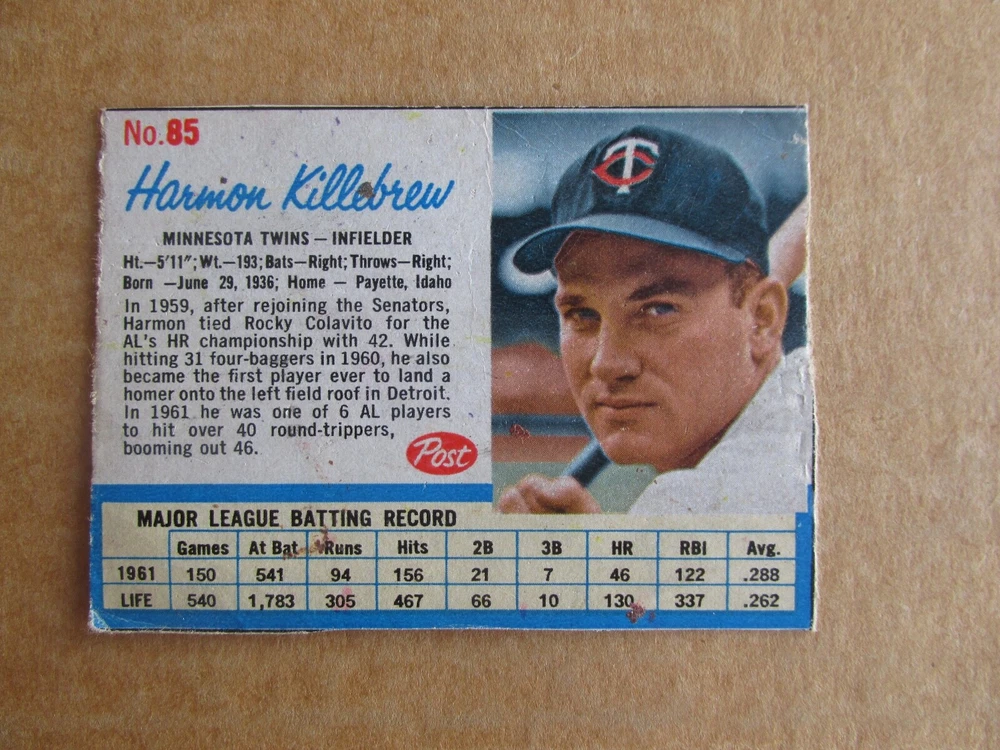 No.85
Harmon Killebrew
MINNESOTA TWINS — INFIELDER
Ht.—5'11"; Wt.—193; Bats—Right; Throws—Right;
Born —June 29, 1936; Home — Payette, Idaho
In 1959, after rejoining the Senators,
Harmon tied Rocky Colavito for the
AL's HR championship with 42. While
hitting 31 four-baggers in 1960, he also
became the first player ever to land a
homer onto the left field roof in Detroit.
In 1961 he was one of 6 AL players
to hit over 40 round-trippers,
booming out 46.
Post
TC
MAJOR LEAGUE BATTING RECORD
Games At Bat Runs Hits 2B 3B HR RBI Avg.
1961 150 541 94 156 21 7 46 122 .288
LIFE 540 1,783 305 467 66 10 130 337 .262